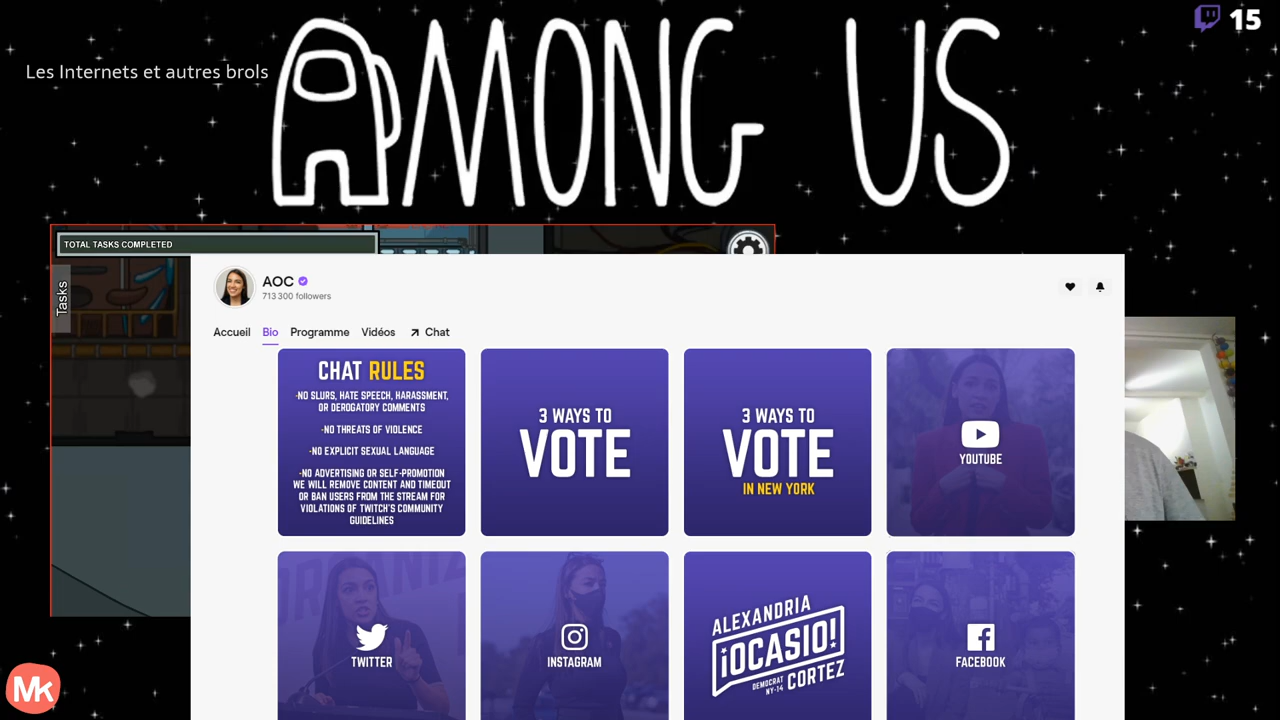 15
Les Internets et autres brols
AMONG US
TOTAL TASKS COMPLETED
Tasks
AOC
713 300 followers
Accueil Bio Programme Vidéos Chat
CHAT RULES
-NO SLURS, HATE SPEECH, HARASSMENT,
OR DEROGATORY COMMENTS
-NO THREATS OF VIOLENCE
-NO EXPLICIT SEXUAL LANGUAGE
-NO ADVERTISING OR SELF-PROMOTION
WE WILL REMOVE CONTENT AND TIMEOUT
OR BAN USERS FROM THE STREAM FOR
VIOLATIONS OF TWITCH'S COMMUNITY
GUIDELINES
3 WAYS TO
VOTE
3 WAYS TO
VOTE
IN NEW YORK
YOUTUBE
ORGANIZ
TWITTER
INSTAGRAM
ALEXANDRIA
¡OCASIO!
DEMOCRAT
NY-14
CORTEZ
FACEBOOK
Mk